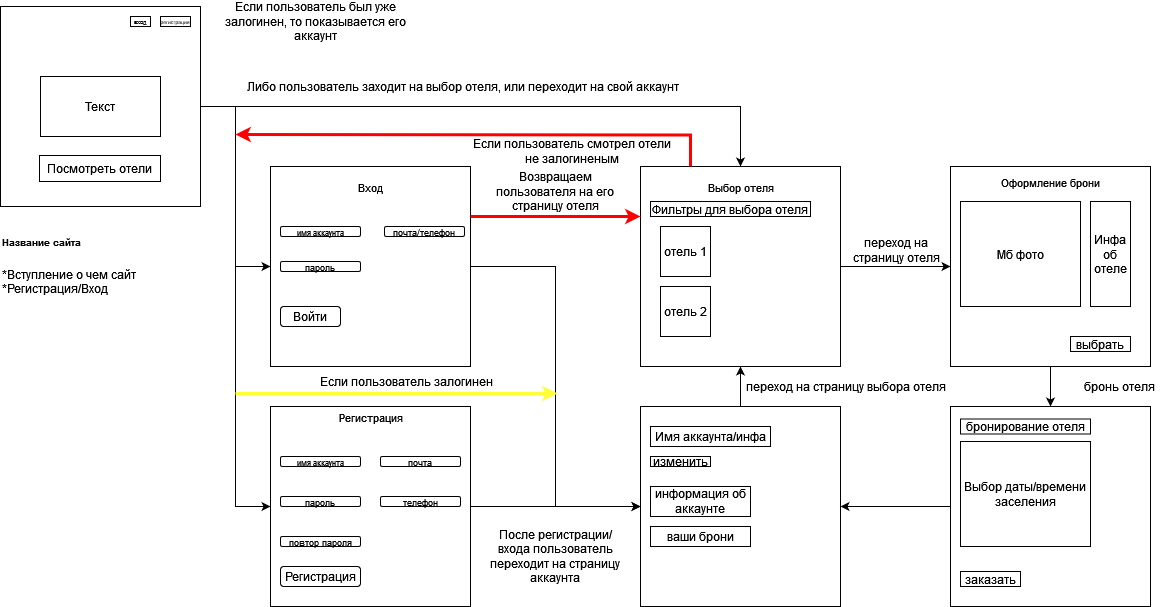 Если пользователь был уже
залогинен, то показывается его
аккаунт
вход
регистрация
Текст
Посмотреть отели
Название сайта
*Вступление о чем сайт
*Регистрация/Вход
Либо пользователь заходит на выбор отеля, или переходит на свой аккаунт
Если пользователь смотрел отели
не залогиненым
Возвращаем
пользователя на его
страницу отеля
Вход
имя аккаунта
почта/телефон
пароль
Войти
Если пользователь залогинен
Регистрация
имя аккаунта
почта
пароль
телефон
повтор пароля
Регистрация
После регистрации/
входа пользователь
переходит на страницу
аккаунта
Выбор отеля
Фильтры для выбора отеля
отель 1
отель 2
переход на
страницу отеля
Оформление брони
Мб фото
Инфа
об
отеле
выбрать
переход на страницу выбора отеля
бронь отеля
Имя аккаунта/инфа
изменить
информация об
аккаунте
ваши брони
бронирование отеля
Выбор даты/времени
заселения
заказать